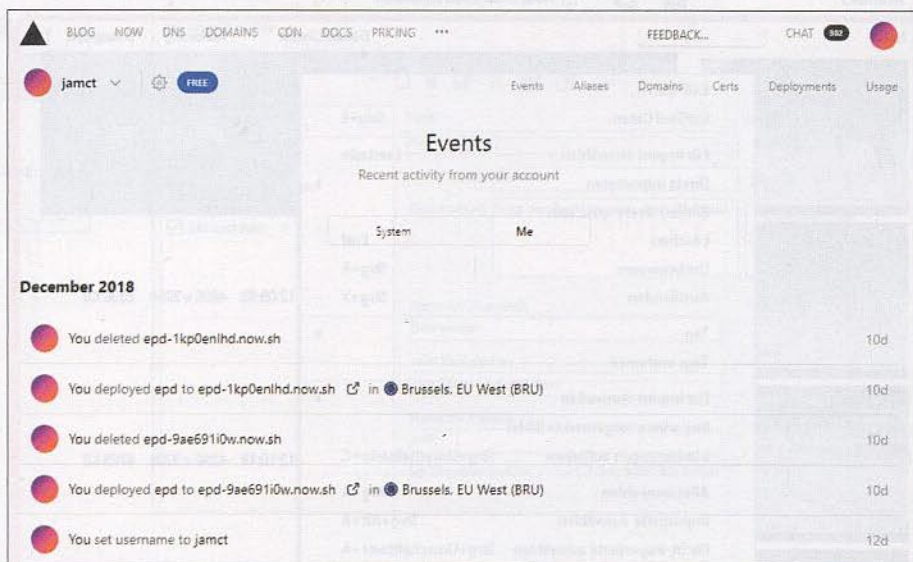 BLOG NOW DNS DOMAINS CDN DOCS PRICING ••• FEEDBACK... CHAT 902
jamct FREE Events Aliases Domains Certs Deployments Usage
Events
Recent activity from your account
System Me
December 2018
You deleted epd-1kp0enlhd.now.sh 10d
You deployed epd to epd-1kp0enlhd.now.sh in Brussels, EU West (BRU) 10d
You deleted epd-9ae691i0w.now.sh 10d
You deployed epd to epd-9ae691i0w.now.sh in Brussels, EU West (BRU) 10d
You set username to jamct 12d